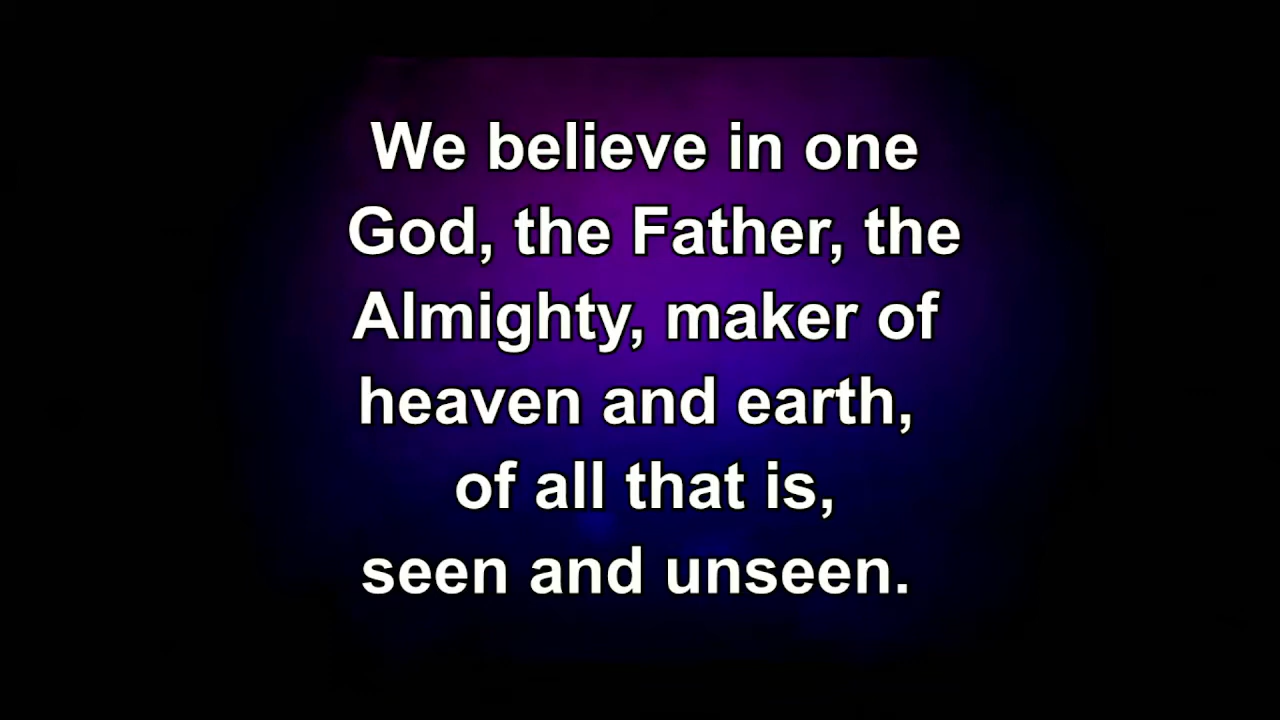 We believe in one
God, the Father, the
Almighty, maker of
heaven and earth,
of all that is,
seen and unseen.